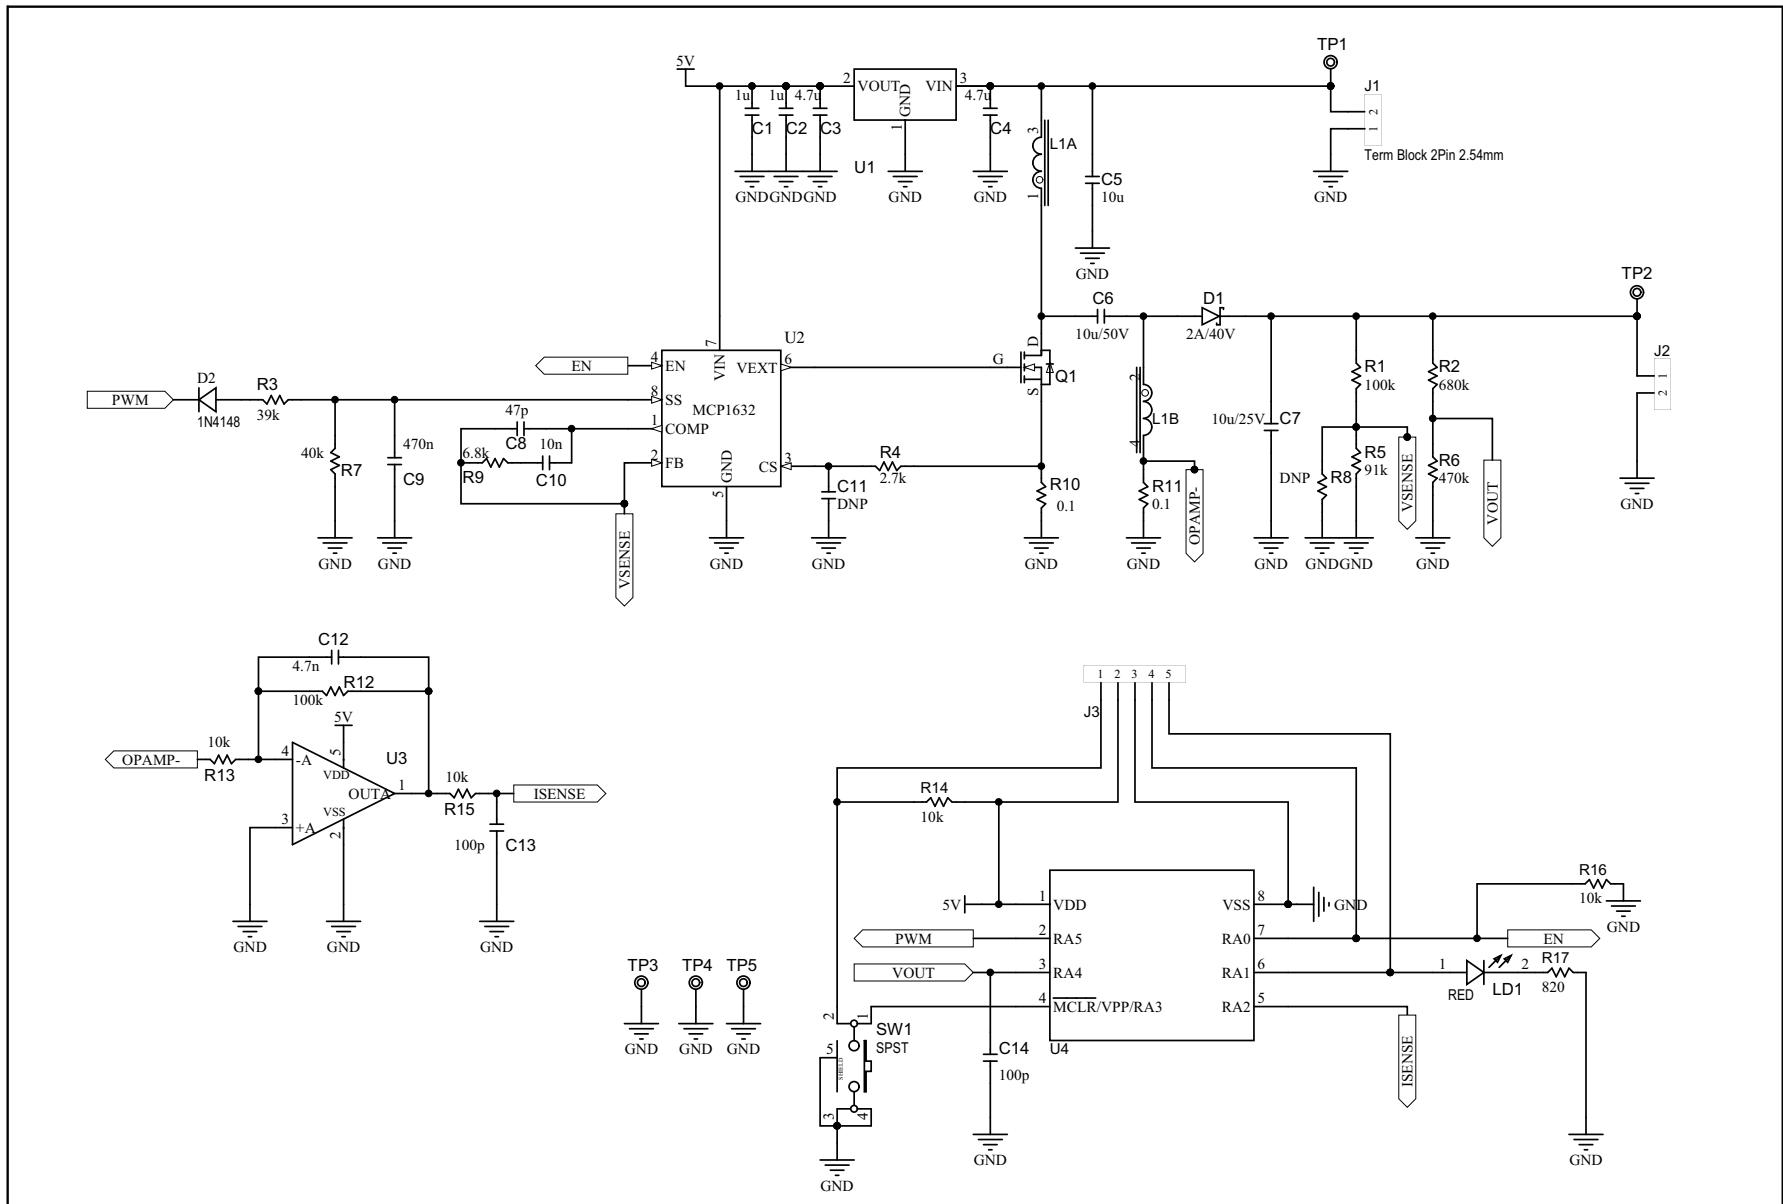 TP1
J1
2
1
Term Block 2Pin 2.54mm
GND
5V
1u
C1
1u
C2
4.7u
C3
GND
GND
GND
2
VOUT
VIN
3
GND
1
U1
GND
4.7u
C4
GND
3
L1A
1
C5
10u
GND
TP2
J2
1
2
GND
C6
10u/50V
D1
2A/40V
G
D
S
Q1
2
L1B
4
R11
0.1
GND
OPAMP-
10u/25V
C7
GND
R1
100k
R2
680k
DNP
R8
R5
91k
VSENSE
R6
470k
VOUT
GND
GND
GND
U2
EN
4
EN
7
VIN
VEXT
6
PWM
D2
1N4148
R3
39k
8
SS
MCP1632
47p
C8
1
COMP
6.8k
R9
10n
C10
2
FB
GND
5
CS
3
R4
2.7k
40k
R7
470n
C9
C11
DNP
R10
0.1
GND
GND
VSENSE
GND
GND
GND
C12
4.7n
R12
100k
5V
5
VDD
U3
OPAMP-
10k
R13
4
-A
OUTA
1
10k
R15
ISENSE
3
+A
VSS
2
100p
C13
GND
GND
GND
1
2
3
4
5
J3
R14
10k
5V
1
VDD
VSS
8
GND
PWM
2
RA5
RA0
7
EN
R16
10k
GND
VOUT
3
RA4
RA1
6
1
2
RED
LD1
R17
820
4
MCLR/VPP/RA3
RA2
5
U4
ISENSE
C14
100p
GND
GND
TP3
TP4
TP5
GND
GND
GND
2
1
SW1
SPST
5
SHIELD
3
4
GND